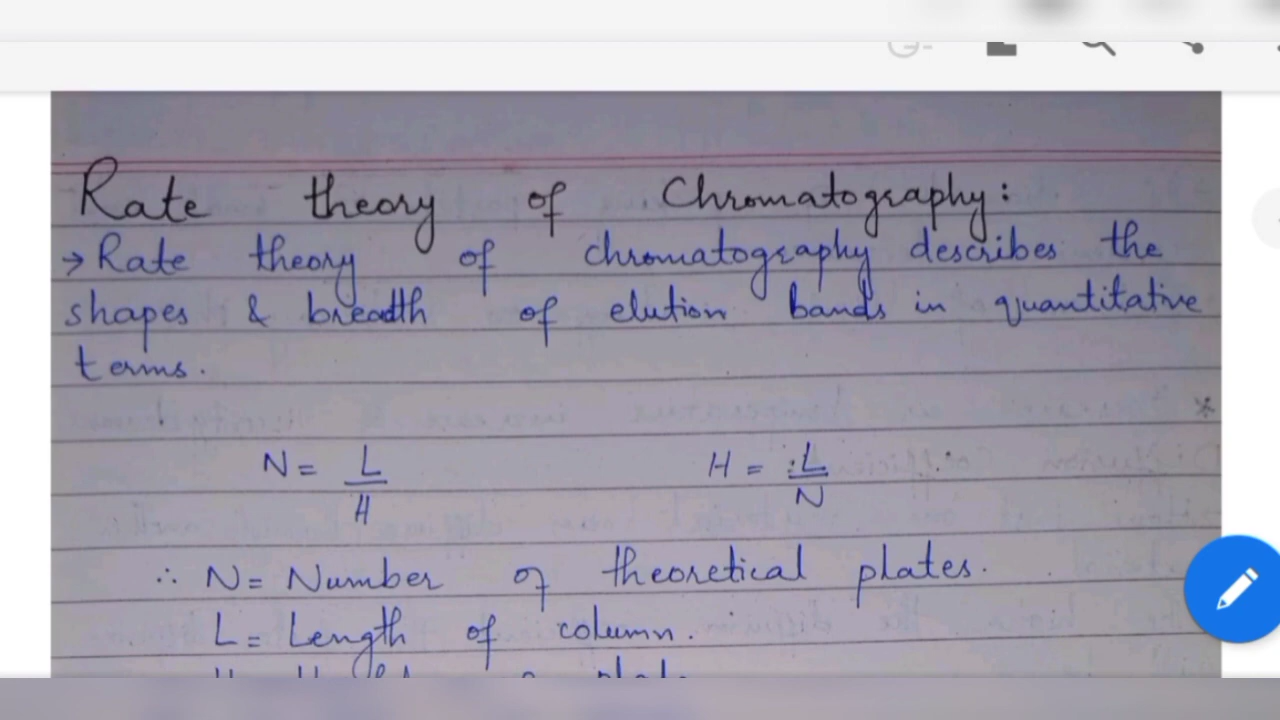 Rate theory of Chromatography:
→ Rate theory of chromatography describes the
shapes & breadth of elution bands in quantitative
terms.
*
N = L/H H = L/N
∴ N = Number of theoretical plates.
L = Length of column.